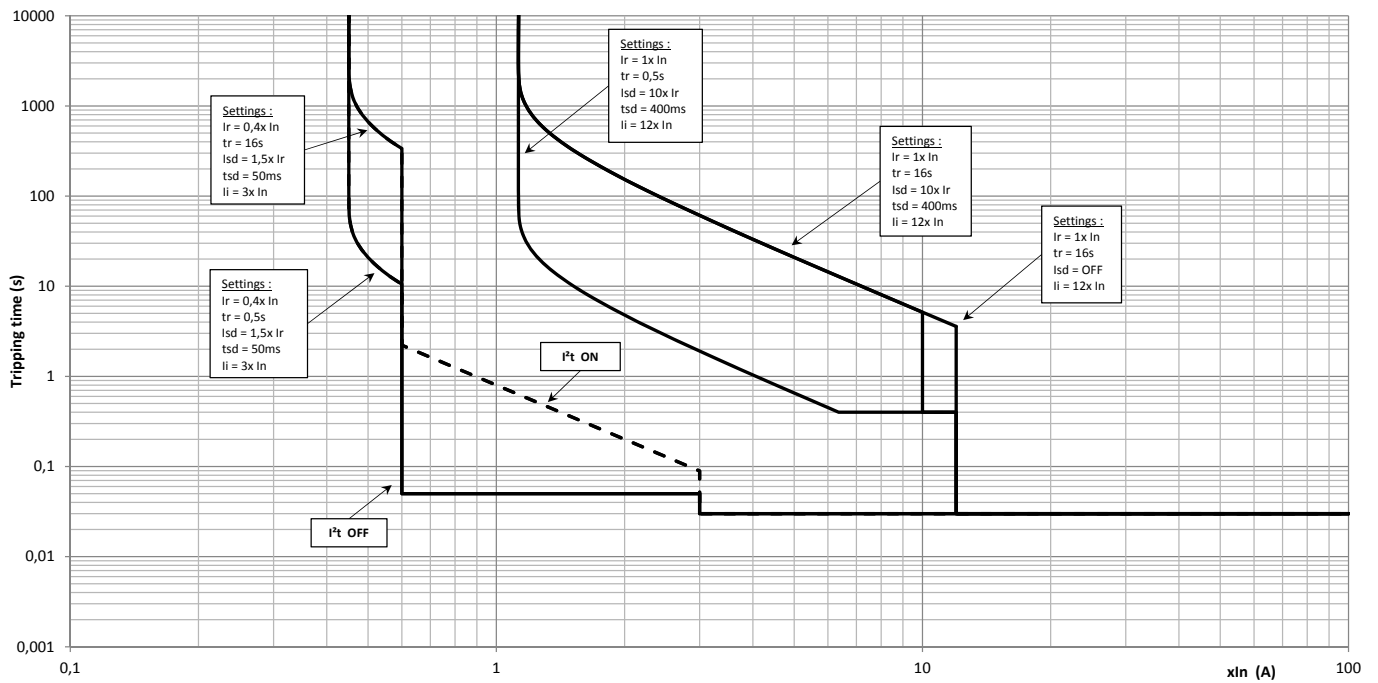 10000
1000
100
10
1
0,1
0,01
0,001
Tripping time (s)
0,1
1
10
100
xIn (A)
Settings :
Ir = 0,4x In
tr = 16s
Isd = 1,5x Ir
tsd = 50ms
Ii = 3x In
Settings :
Ir = 0,4x In
tr = 0,5s
Isd = 1,5x Ir
tsd = 50ms
Ii = 3x In
Settings :
Ir = 1x In
tr = 0,5s
Isd = 10x Ir
tsd = 400ms
Ii = 12x In
Settings :
Ir = 1x In
tr = 16s
Isd = 10x Ir
tsd = 400ms
Ii = 12x In
Settings :
Ir = 1x In
tr = 16s
Isd = OFF
Ii = 12x In
I²t ON
I²t OFF